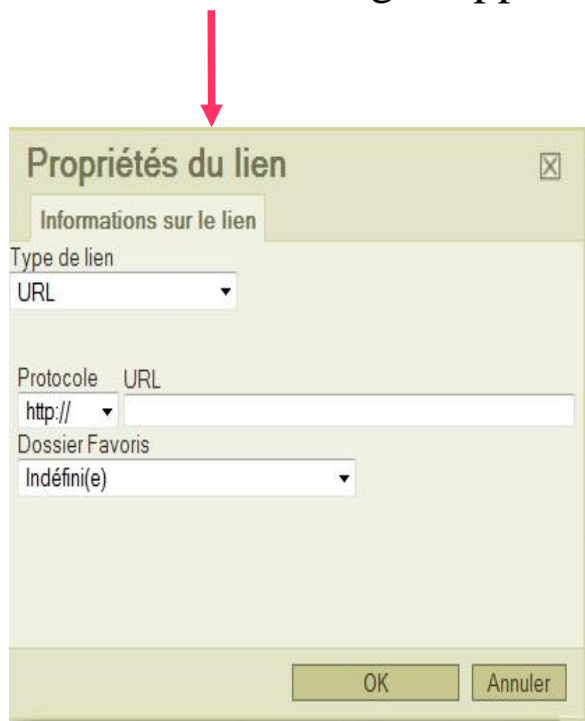 Propriétés du lien
Informations sur le lien
Type de lien
URL
Protocole URL
http://
Dossier Favoris
Indéfini(e)
OK Annuler